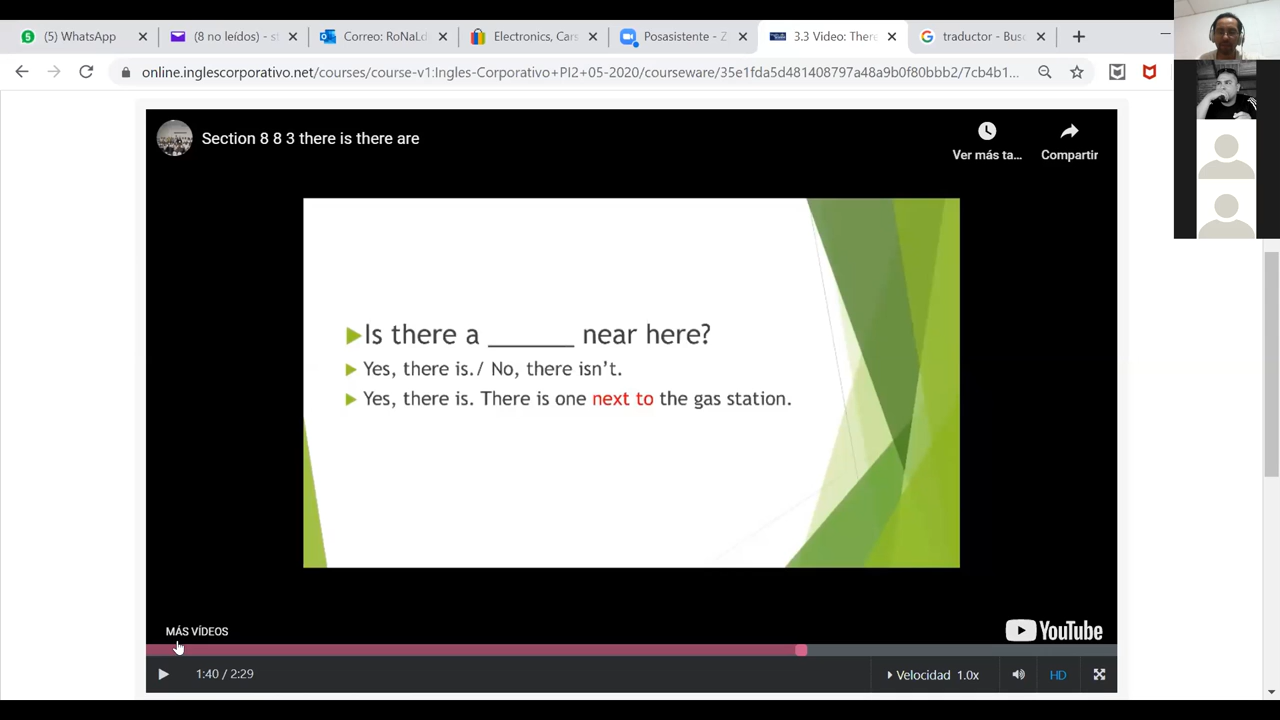 5 (5) WhatsApp
(8 no leídos) - s
Correo: RoNaLd
Electronics, Cars
Posasistente - Z
3.3 Video: There
traductor - Bus
online.inglescorporativo.net/courses/course-v1:Ingles-Corporativo+PI2+05-2020/courseware/35e1fda5d481408797a48a9b0f80bbb2/7cb4b1...
Section 8 8 3 there is there are
Ver más ta...
Compartir
Is there a ______ near here?
Yes, there is./ No, there isn't.
Yes, there is. There is one next to the gas station.
MÁS VÍDEOS
YouTube
1:40 / 2:29
Velocidad 1.0x
HD